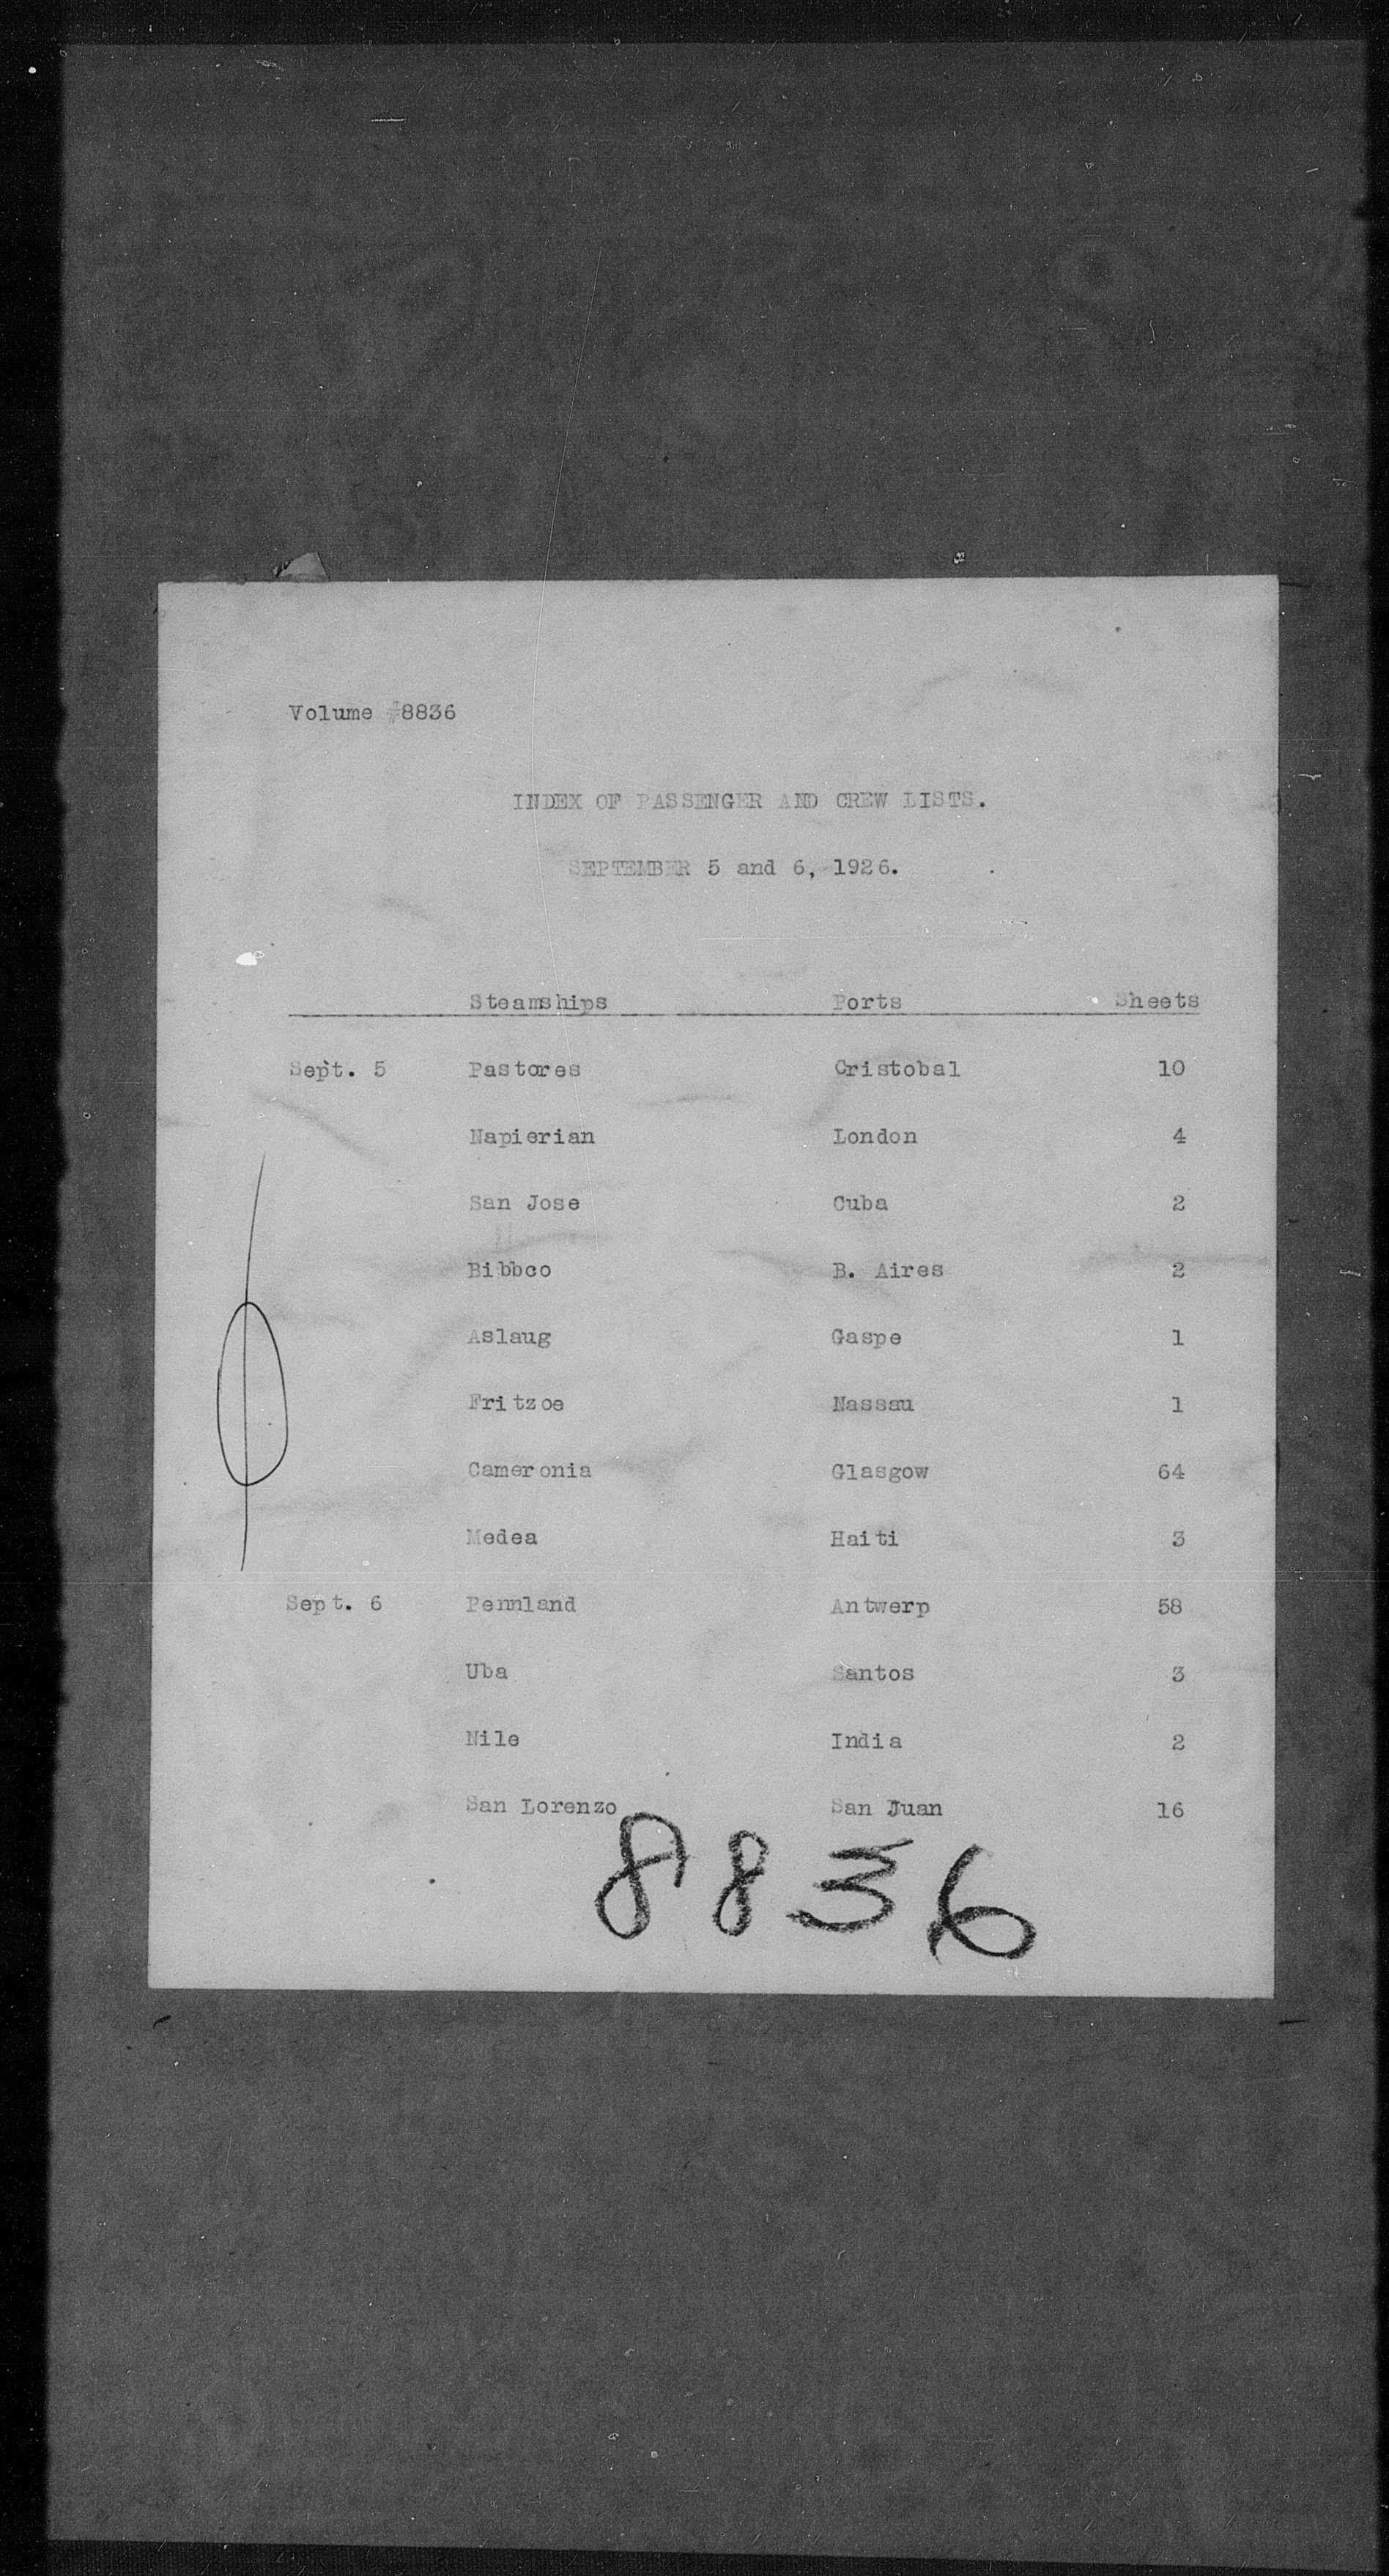 Volume #8836
INDEX OF PASSENGER AND CREW LISTS.
SEPTEMBER 5 and 6, 1926.
Steamships Ports Sheets
Sept. 5 Pastores Cristobal 10
Napierian London 4
San Jose Cuba 2
Bibbco B. Aires 2
Aslaug Gaspe 1
Fritzoe Nassau 1
Cameronia Glasgow 64
Medea Haiti 3
Sept. 6 Pennland Antwerp 58
Uba Santos 3
Nile India 2
San Lorenzo San Juan 16
8836